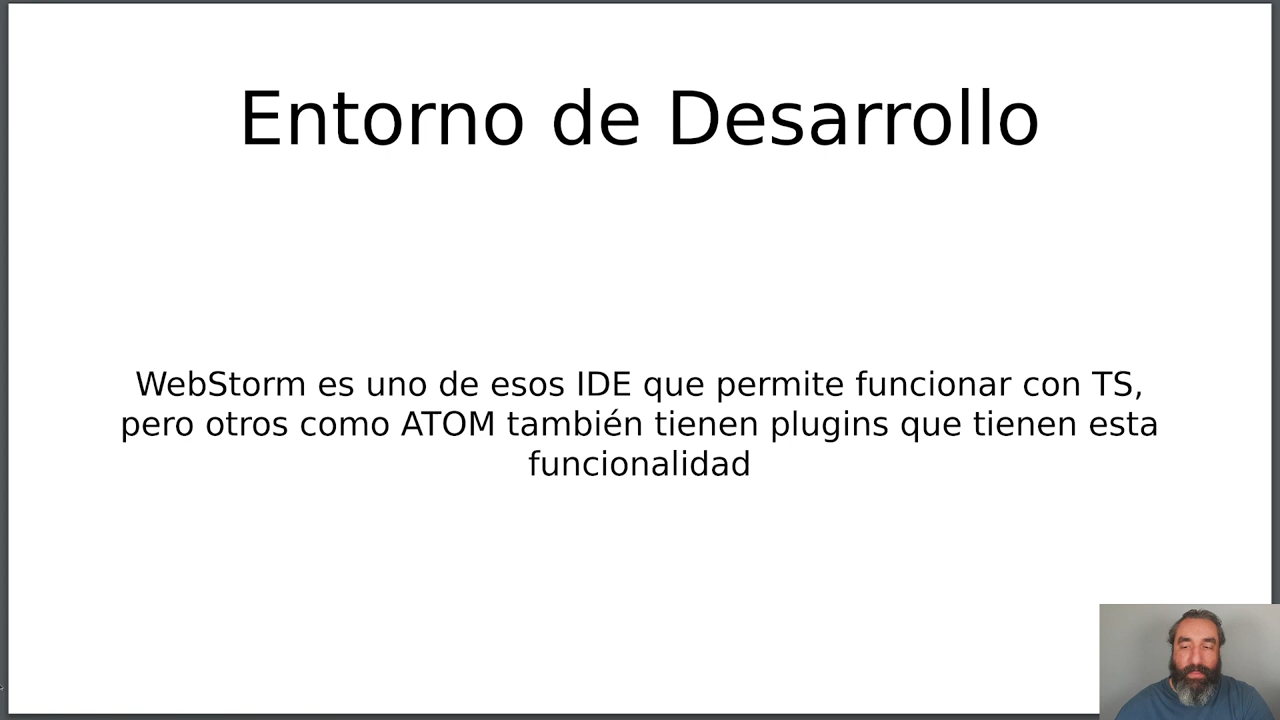 Entorno de Desarrollo
WebStorm es uno de esos IDE que permite funcionar con TS,
pero otros como ATOM también tienen plugins que tienen esta
funcionalidad